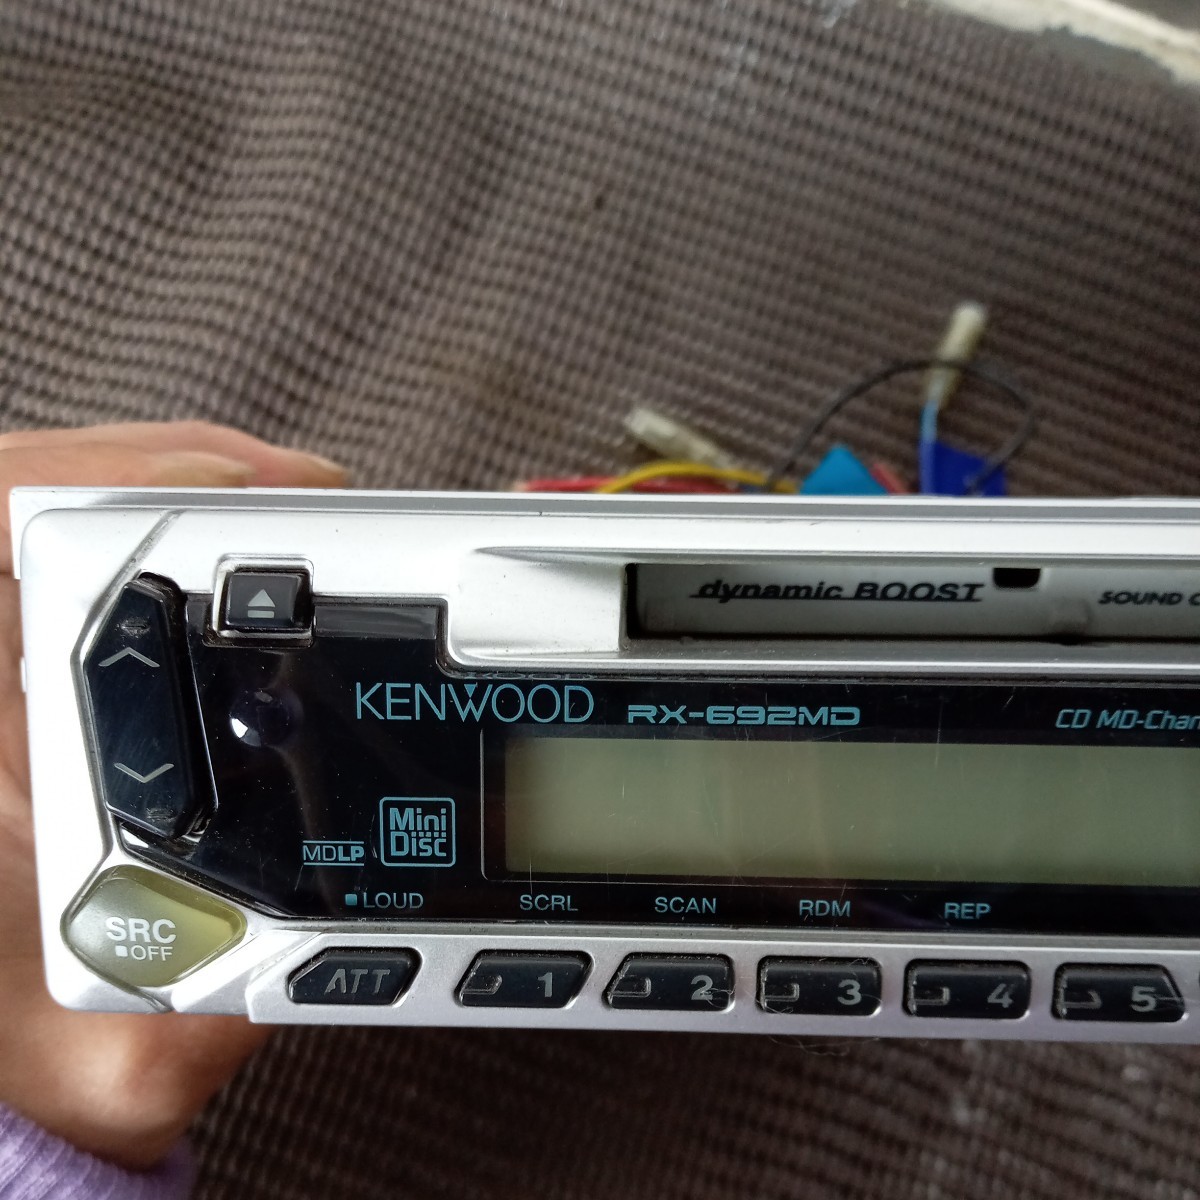 dynamic BOOST
SOUND
KENWOOD RX-692MD
CD MD-
Mini
Disc
MDLP
LOUD SCRL SCAN RDM REP
SRC
OFF
ATT 1 2 3 4 5